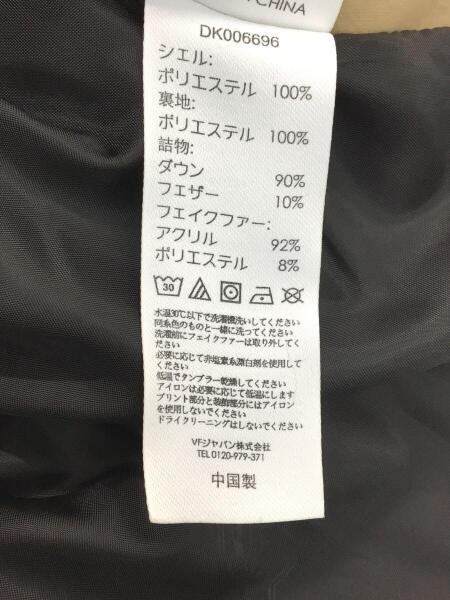 CHINA
DK006696
シェル:
ポリエステル 100%
裏地:
ポリエステル 100%
詰物:
ダウン 90%
フェザー 10%
フェイクファー:
アクリル 92%
ポリエステル 8%
30
水温30℃以下で洗濯機洗いしてください
同系色のものと一緒に洗ってください
洗濯前にフェイクファーは取り外してく
ださい
必要に応じて非塩素系漂白剤を使用して
ください
低温でタンブラー乾燥してください
アイロンは必要に応じて低温にします
プリント部分と装飾部分にはアイロン
を使用しないでください
ドライクリーニングはしないでください
VFジャパン株式会社
TEL 0120-979-371
中国製